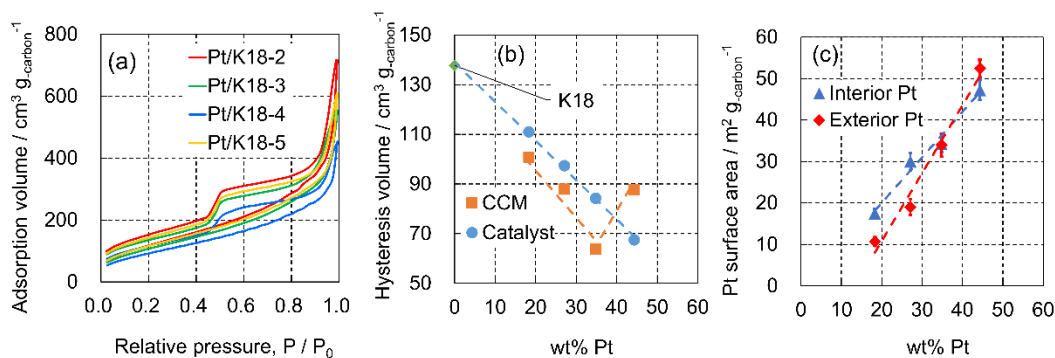 (a)
Pt/K18-2
Pt/K18-3
Pt/K18-4
Pt/K18-5
Adsorption volume / cm³ g-carbon⁻¹
800
600
400
200
0
0.0 0.2 0.4 0.6 0.8 1.0
Relative pressure, P / P₀
(b)
K18
CCM
Catalyst
Hysteresis volume / cm³ g-carbon⁻¹
150
130
110
90
70
50
0 10 20 30 40 50 60
wt% Pt
(c)
Interior Pt
Exterior Pt
Pt surface area / m² g-carbon⁻¹
60
50
40
30
20
10
0
0 10 20 30 40 50 60
wt% Pt